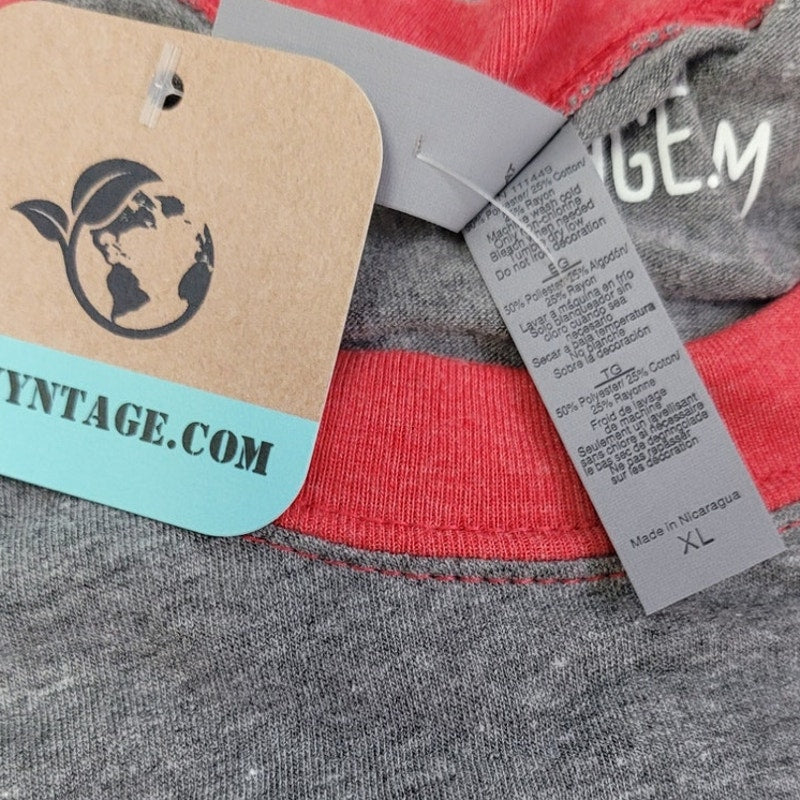 YNTAGE.COM
GE.M
111449
50% Polyester/ 25% Cotton/
25% Rayon
Machine wash cold
Only non-chlorine
Bleach when needed
Tumble dry low
Do not iron decoration
EG
50% Poliester/25% Algodón/
25% Rayon
Lavar a máquina en frío
Solo blanqueador sin
cloro cuando sea
necesario
Secar a baja temperatura
No planche
Sobre la decoración
TG
50% Polyester/ 25% Coton/
25% Rayonne
Froid de lavage
de machine
Seulement un javellisant
sans chlore si nécessaire
Ne pas repasser
sur les décoration
Made in Nicaragua
XL